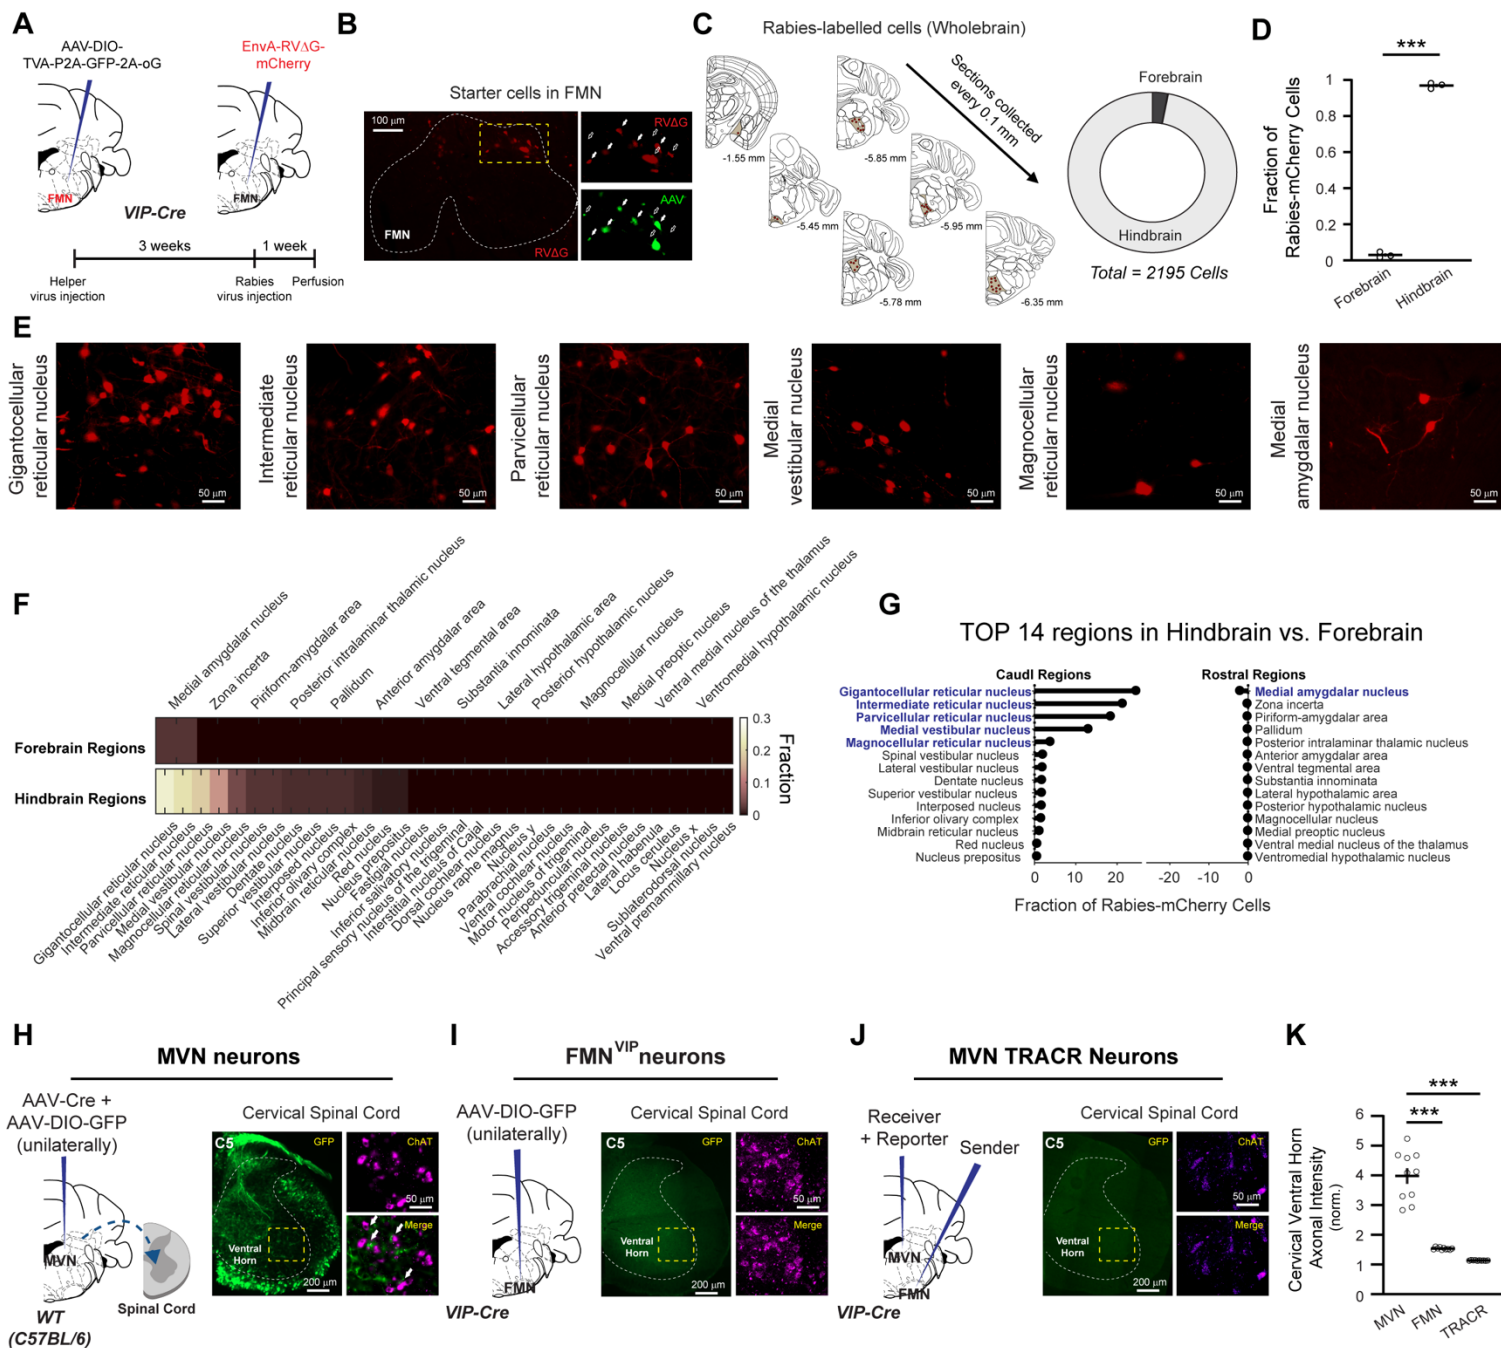 A
AAV-DIO-
TVA-P2A-GFP-2A-oG
EnvA-RVΔG-
mCherry
FMN
FMN
VIP-Cre
3 weeks
1 week
Helper
virus injection
Rabies
virus injection
Perfusion
B
Starter cells in FMN
100 μm
FMN
RVΔG
RVΔG
AAV
C
Rabies-labelled cells (Wholebrain)
Sections collected
every 0.1 mm
-1.55 mm
-5.85 mm
-5.45 mm
-5.95 mm
-5.78 mm
-6.35 mm
Forebrain
Hindbrain
Total = 2195 Cells
D
***
Fraction of
Rabies-mCherry Cells
1
0.8
0.6
0.4
0.2
0
Forebrain
Hindbrain
E
Gigantocellular
reticular nucleus
50 μm
Intermediate
reticular nucleus
50 μm
Parvicellular
reticular nucleus
50 μm
Medial
vestibular nucleus
50 μm
Magnocellular
reticular nucleus
50 μm
Medial
amygdalar nucleus
50 μm
F
Medial amygdalar nucleus
Zona incerta
Piriform-amygdalar area
Posterior intralaminar thalamic nucleus
Pallidum
Anterior amygdalar area
Ventral tegmental area
Substantia innominata
Lateral hypothalamic area
Posterior hypothalamic nucleus
Magnocellular nucleus
Medial preoptic nucleus
Ventral medial nucleus of the thalamus
Ventromedial hypothalamic nucleus
Forebrain Regions
Hindbrain Regions
0.3
0.2
0.1
0
Fraction
Gigantocellular reticular nucleus
Intermediate reticular nucleus
Parvicellular reticular nucleus
Medial vestibular nucleus
Magnocellular reticular nucleus
Spinal vestibular nucleus
Lateral vestibular nucleus
Dentate nucleus
Superior vestibular nucleus
Interposed nucleus
Inferior olivary complex
Midbrain reticular nucleus
Red nucleus
Nucleus prepositus
Fastigial nucleus
Inferior salivatory nucleus
Principal sensory nucleus of the trigeminal
Interstitial nucleus of Cajal
Dorsal cochlear nucleus
Nucleus raphe magnus
Nucleus y
Parabrachial nucleus
Ventral cochlear nucleus
Motor nucleus of trigeminal
Peripeduncular nucleus
Accessory trigeminal nucleus
Anterior pretectal nucleus
Lateral habenula
Locus ceruleus
Nucleus x
Sublaterodorsal nucleus
Ventral premammillary nucleus
G
TOP 14 regions in Hindbrain vs. Forebrain
Caudl Regions
Rostral Regions
Gigantocellular reticular nucleus
Intermediate reticular nucleus
Parvicellular reticular nucleus
Medial vestibular nucleus
Magnocellular reticular nucleus
Spinal vestibular nucleus
Lateral vestibular nucleus
Dentate nucleus
Superior vestibular nucleus
Interposed nucleus
Inferior olivary complex
Midbrain reticular nucleus
Red nucleus
Nucleus prepositus
Medial amygdalar nucleus
Zona incerta
Piriform-amygdalar area
Pallidum
Posterior intralaminar thalamic nucleus
Anterior amygdalar area
Ventral tegmental area
Substantia innominata
Lateral hypothalamic area
Posterior hypothalamic nucleus
Magnocellular nucleus
Medial preoptic nucleus
Ventral medial nucleus of the thalamus
Ventromedial hypothalamic nucleus
0 10 20 30
-20 -10 0
Fraction of Rabies-mCherry Cells
H
MVN neurons
AAV-Cre +
AAV-DIO-GFP
(unilaterally)
MVN
Spinal Cord
WT
(C57BL/6)
Cervical Spinal Cord
C5
GFP
Ventral
Horn
200 μm
ChAT
50 μm
Merge
I
FMN VIP neurons
AAV-DIO-GFP
(unilaterally)
FMN
VIP-Cre
Cervical Spinal Cord
C5
GFP
Ventral
Horn
200 μm
ChAT
50 μm
Merge
J
MVN TRACR Neurons
Receiver
+ Reporter
Sender
MVN
FMN
VIP-Cre
Cervical Spinal Cord
C5
GFP
Ventral
Horn
200 μm
ChAT
50 μm
Merge
K
***
***
Cervical Ventral Horn
Axonal Intensity
(norm.)
6
5
4
3
2
1
0
MVN
FMN
TRACR